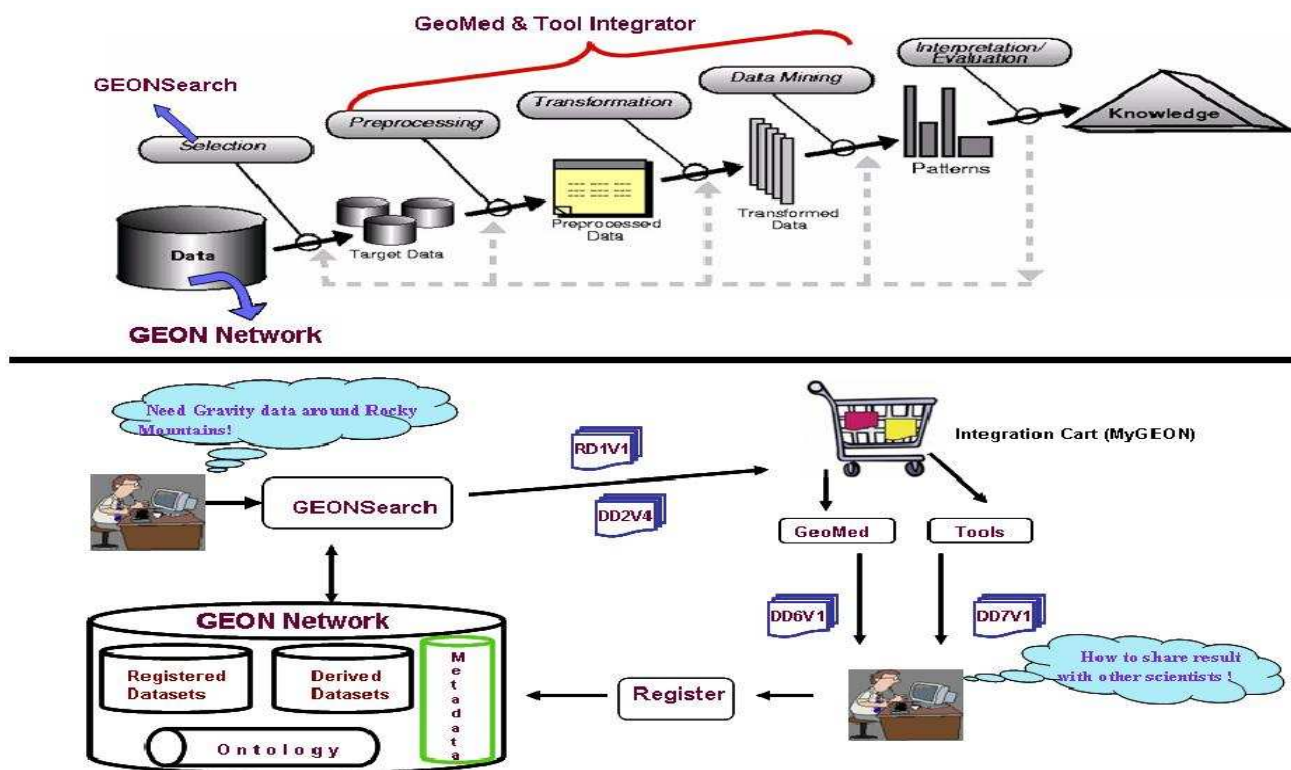 GeoMed & Tool Integrator
Interpretation/
Evaluation
GEONSearch
Data Mining
Transformation
Preprocessing
Knowledge
Selection
Patterns
Transformed
Data
Preprocessed
Data
Data
Target Data
GEON Network
Need Gravity data around Rocky
Mountains!
RD1V1
Integration Cart (MyGEON)
GEONSearch
DD2V4
GeoMed
Tools
GEON Network
DD6V1
DD7V1
Registered
Datasets
Derived
Datasets
Metadata
How to share result
with other scientists !
Register
Ontology